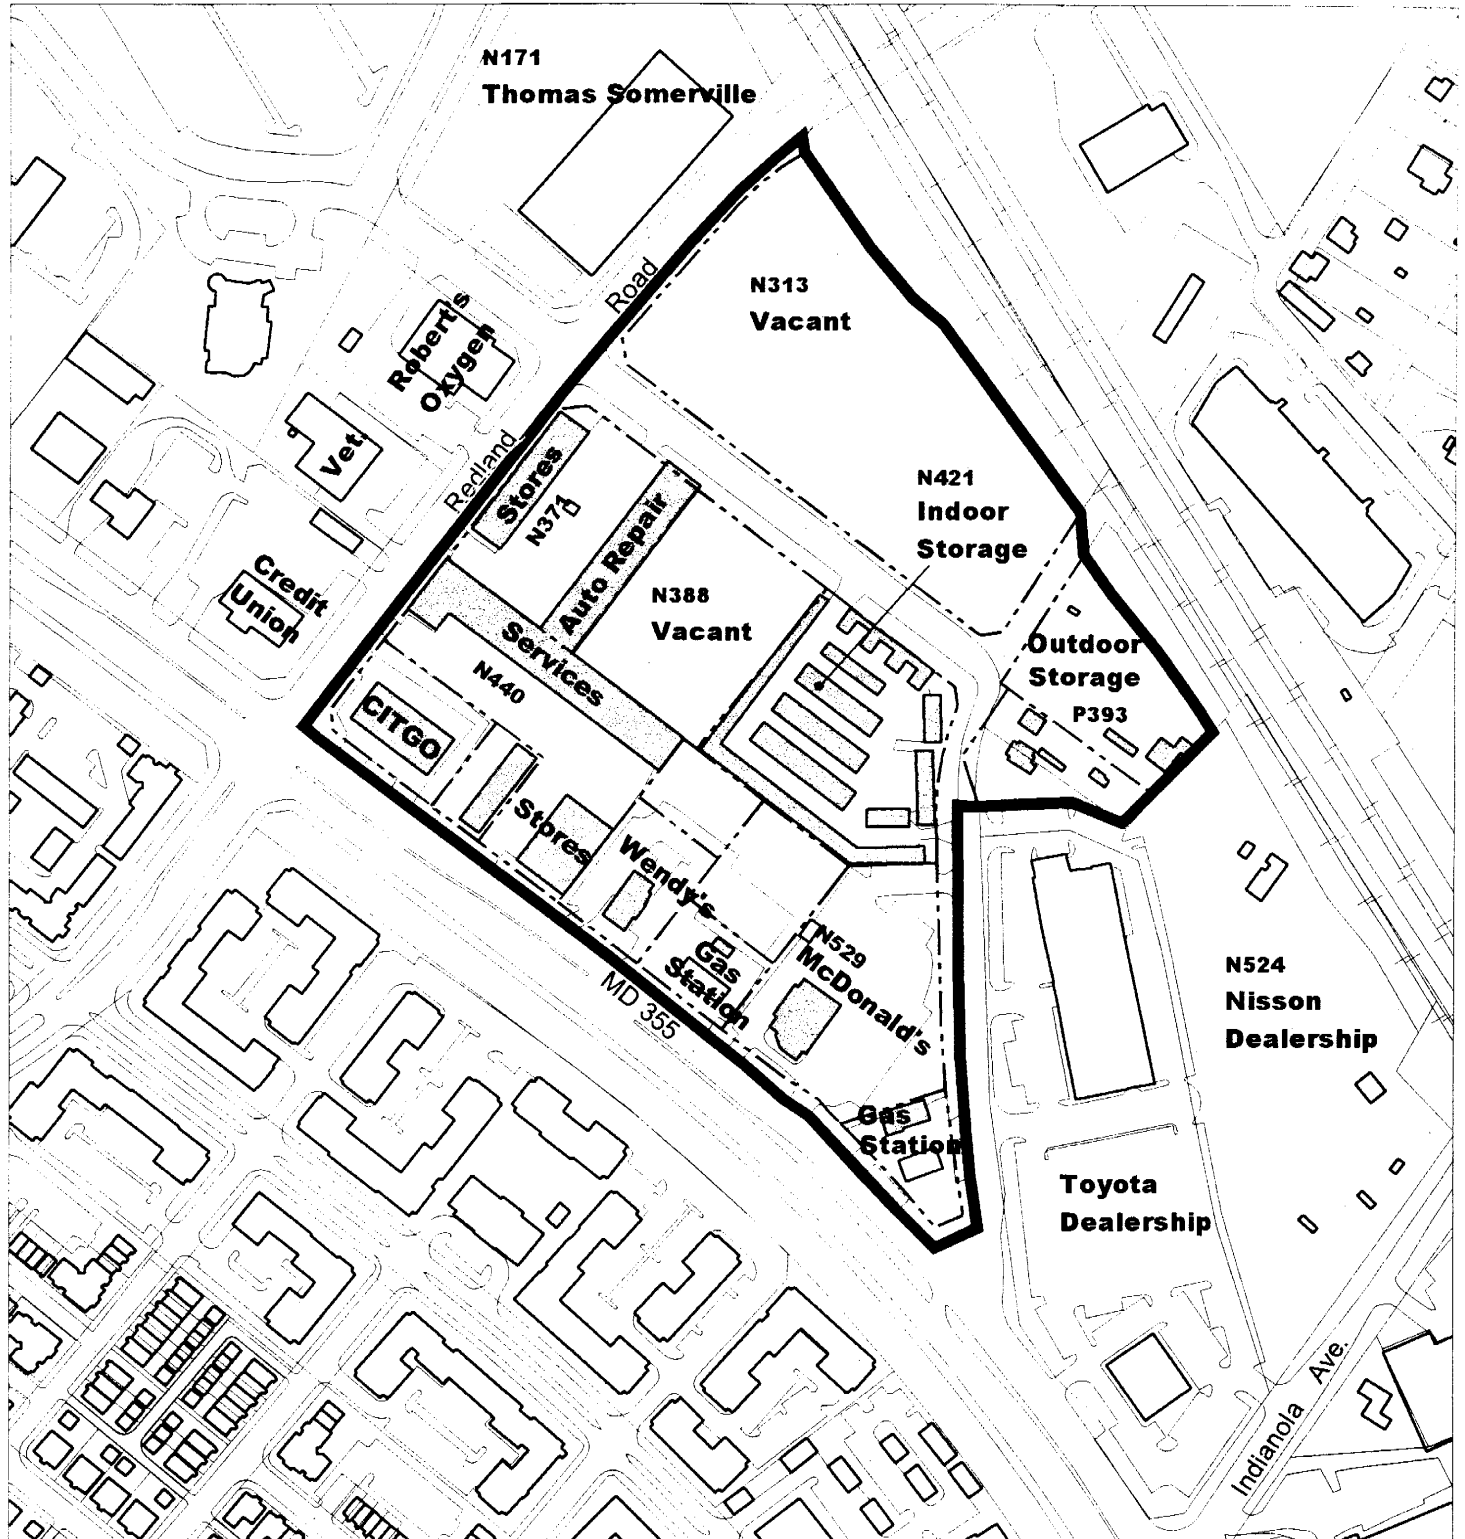 N171
Thomas Somerville
Road
N313
Vacant
Robert's
Oxygen
Redland
Vet.
Stores
N371
Auto Repair
N421
Indoor
Storage
Credit
Union
N388
Vacant
Services
N440
Outdoor
Storage
P393
CITGO
Stores
Wendy's
Gas
Station
MD 355
N529
McDonald's
N524
Nisson
Dealership
Gas
Station
Toyota
Dealership
Indianola Ave.